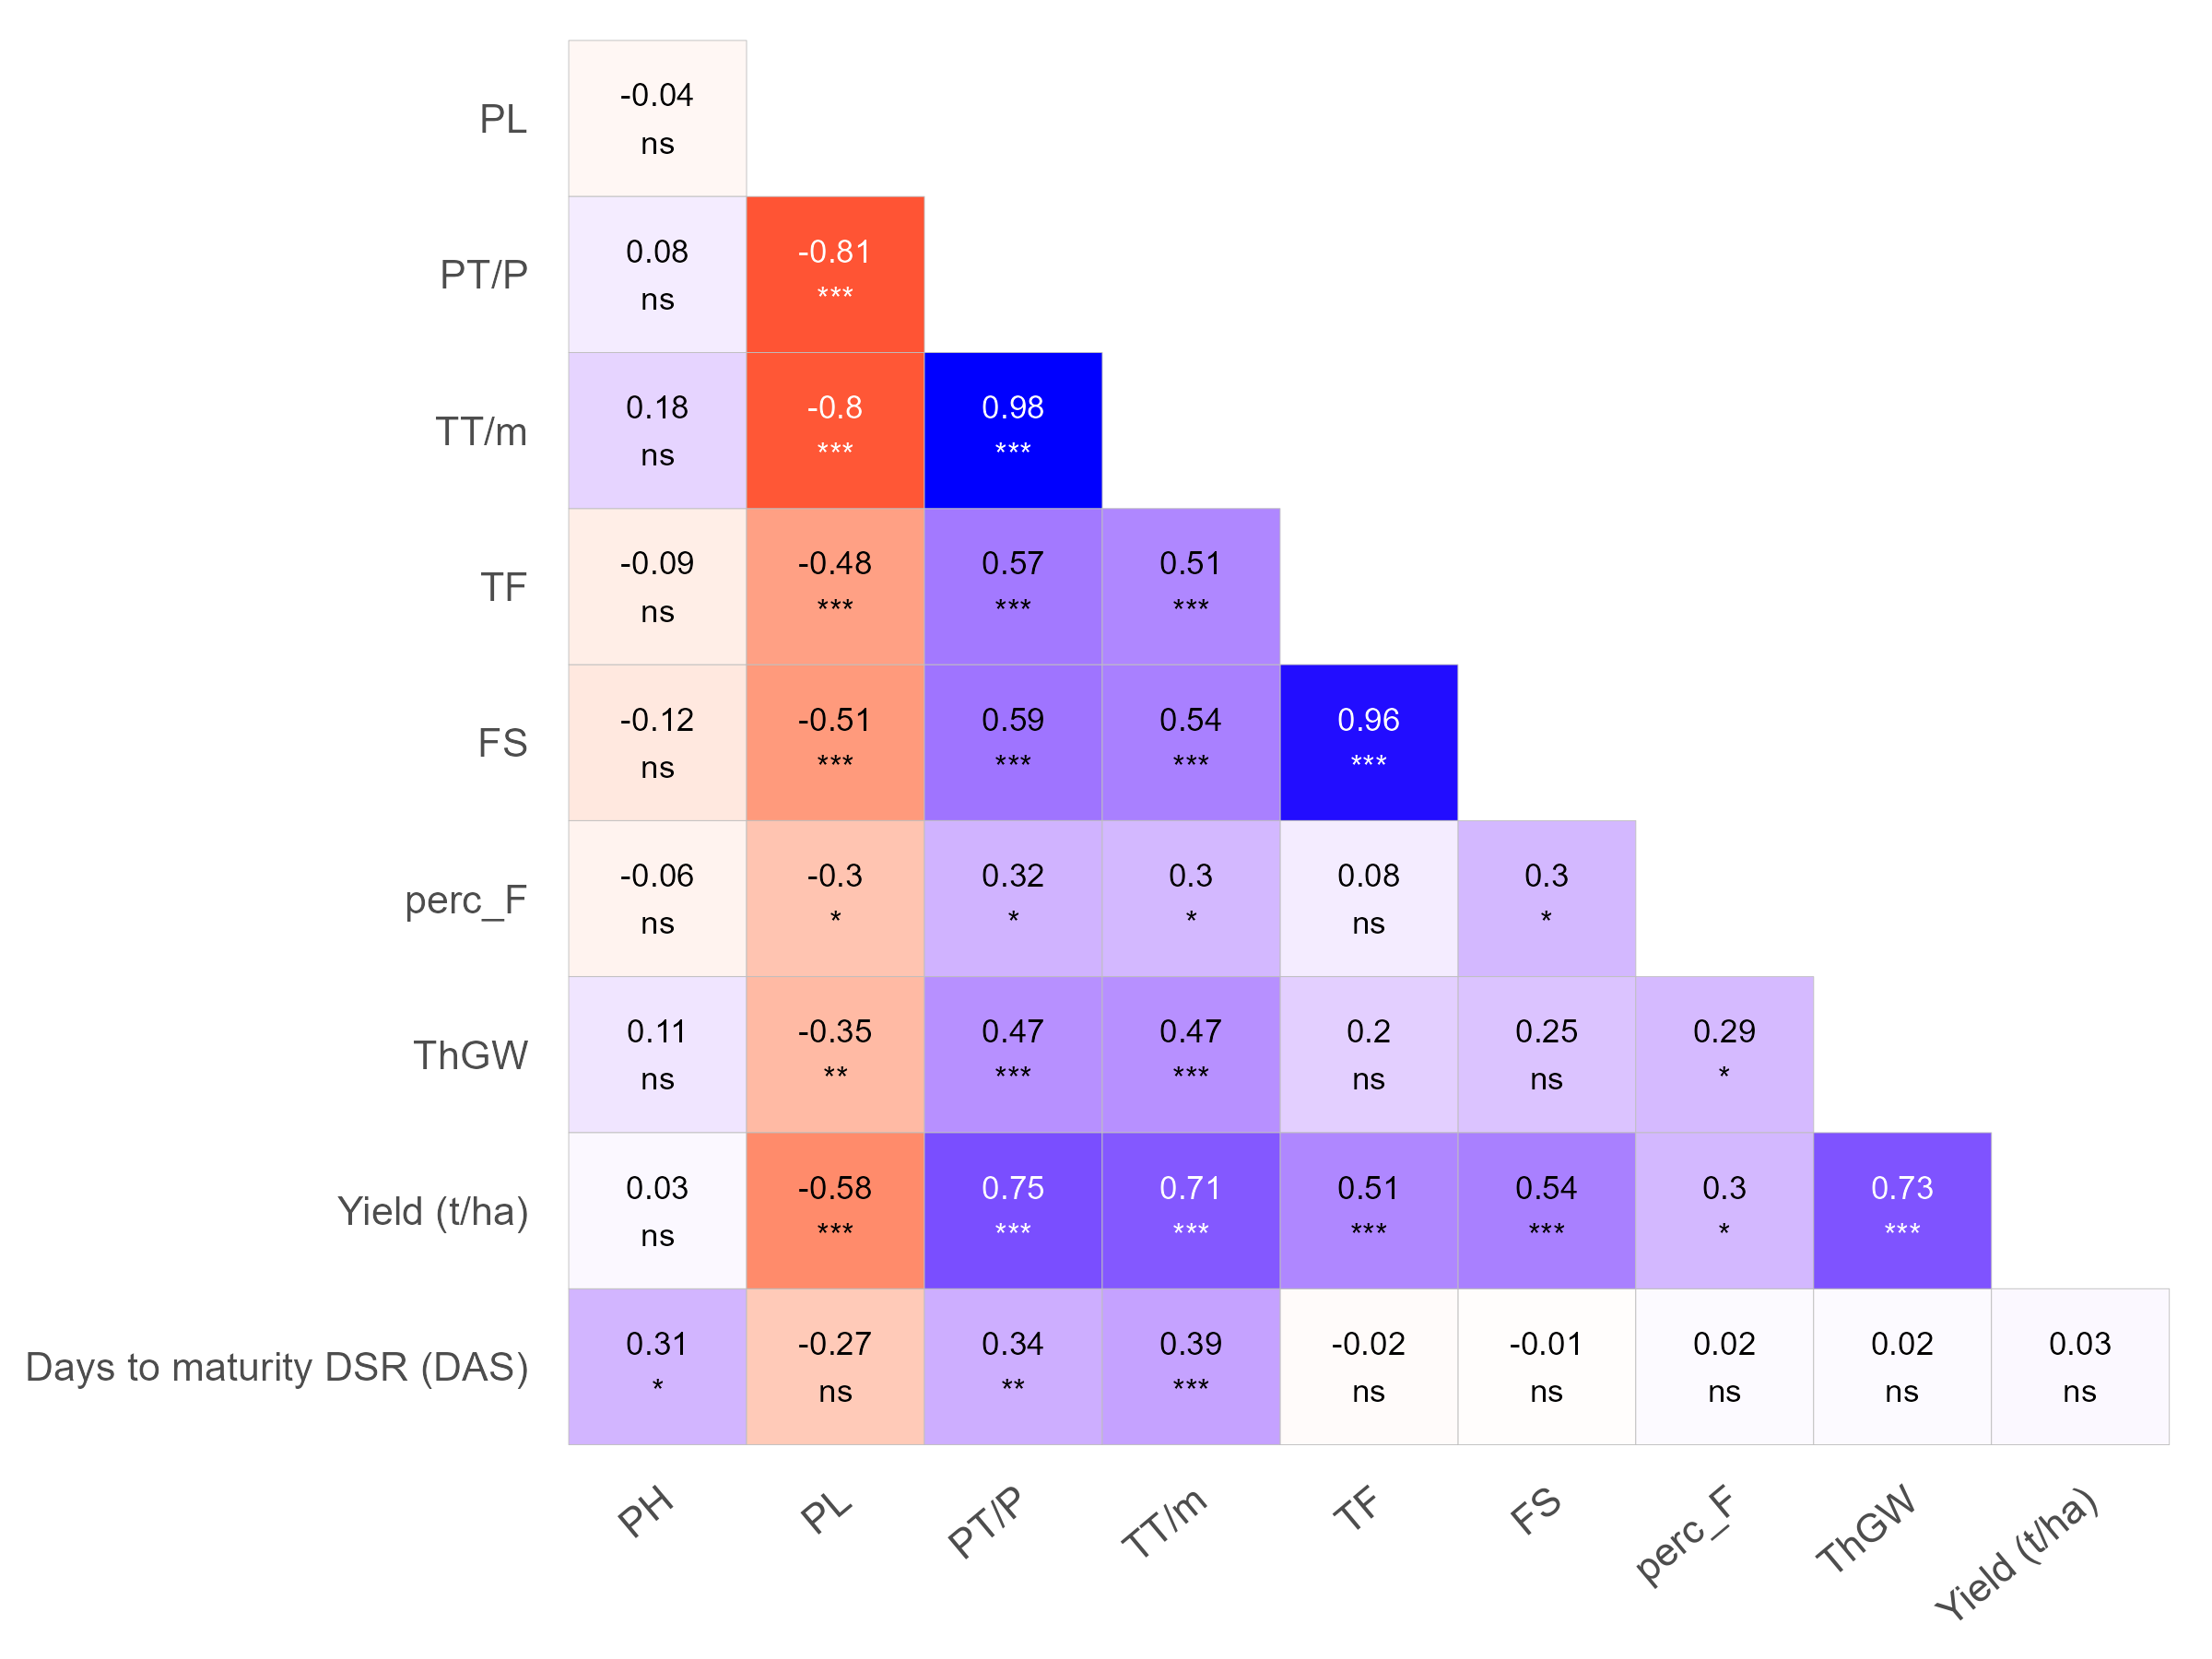 -0.04
PL
ns
0.08 -0.81
PT/P
ns ***
0.18 -0.8 0.98
TT/m
ns *** ***
-0.09 -0.48 0.57 0.51
TF
ns *** *** ***
-0.12 -0.51 0.59 0.54 0.96
FS
ns *** *** *** ***
-0.06 -0.3 0.32 0.3 0.08 0.3
perc_F
ns * * * ns *
0.11 -0.35 0.47 0.47 0.2 0.25 0.29
ThGW
ns ** *** *** ns ns *
0.03 -0.58 0.75 0.71 0.51 0.54 0.3 0.73
Yield (t/ha)
ns *** *** *** *** *** * ***
0.31 -0.27 0.34 0.39 -0.02 -0.01 0.02 0.02 0.03
Days to maturity DSR (DAS)
* ns ** *** ns ns ns ns ns
PH PL PT/P TT/m TF FS perc_F ThGW Yield (t/ha)